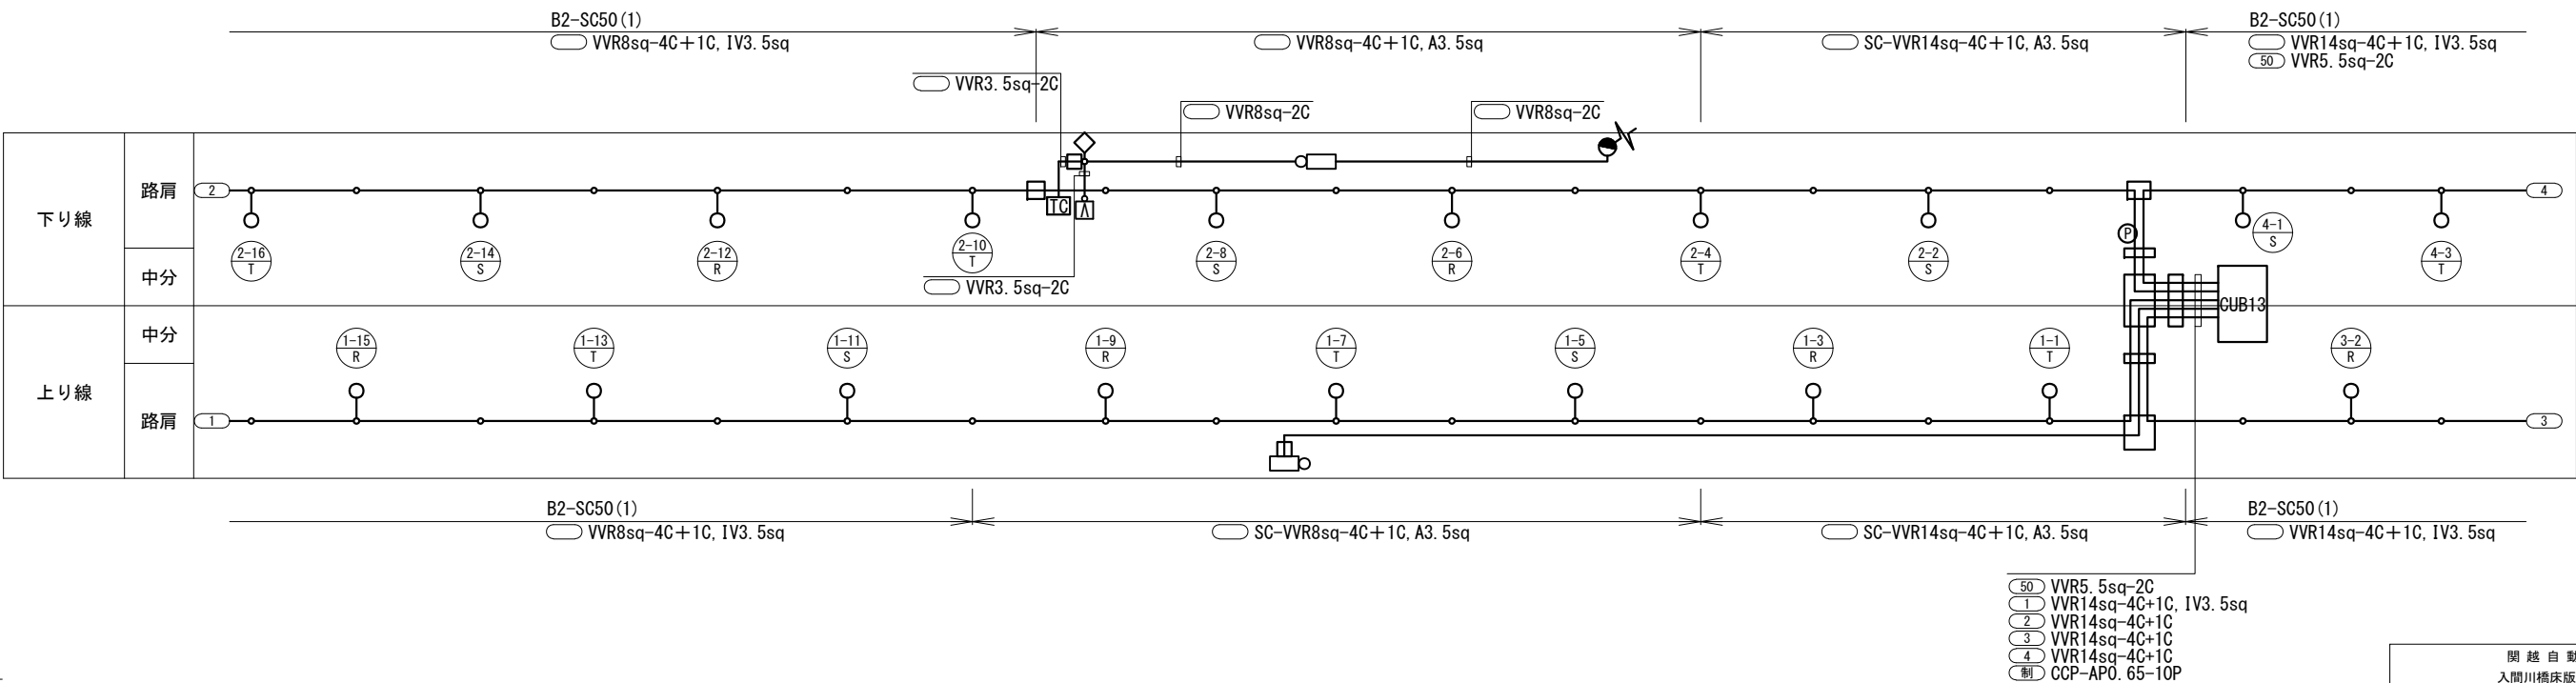 B2-SC50(1)
VVR8sq-4C+1C, IV3.5sq
VVR8sq-4C+1C, A3.5sq
SC-VVR14sq-4C+1C, A3.5sq
B2-SC50(1)
VVR14sq-4C+1C, IV3.5sq
50 VVR5.5sq-2C
VVR3.5sq-2C
VVR8sq-2C
VVR8sq-2C
下り線
路肩
中分
2
4
TC
P
2-16
T
2-14
S
2-12
R
2-10
T
2-8
S
2-6
R
2-4
T
2-2
S
4-1
S
4-3
T
VVR3.5sq-2C
CUB13
上り線
中分
路肩
1-15
R
1-13
T
1-11
S
1-9
R
1-7
T
1-5
S
1-3
R
1-1
T
3-2
R
1
3
B2-SC50(1)
VVR8sq-4C+1C, IV3.5sq
SC-VVR8sq-4C+1C, A3.5sq
SC-VVR14sq-4C+1C, A3.5sq
B2-SC50(1)
VVR14sq-4C+1C, IV3.5sq
50 VVR5.5sq-2C
1 VVR14sq-4C+1C, IV3.5sq
2 VVR14sq-4C+1C
3 VVR14sq-4C+1C
4 VVR14sq-4C+1C
制 CCP-AP0.65-10P
関越自動
入間川橋床版